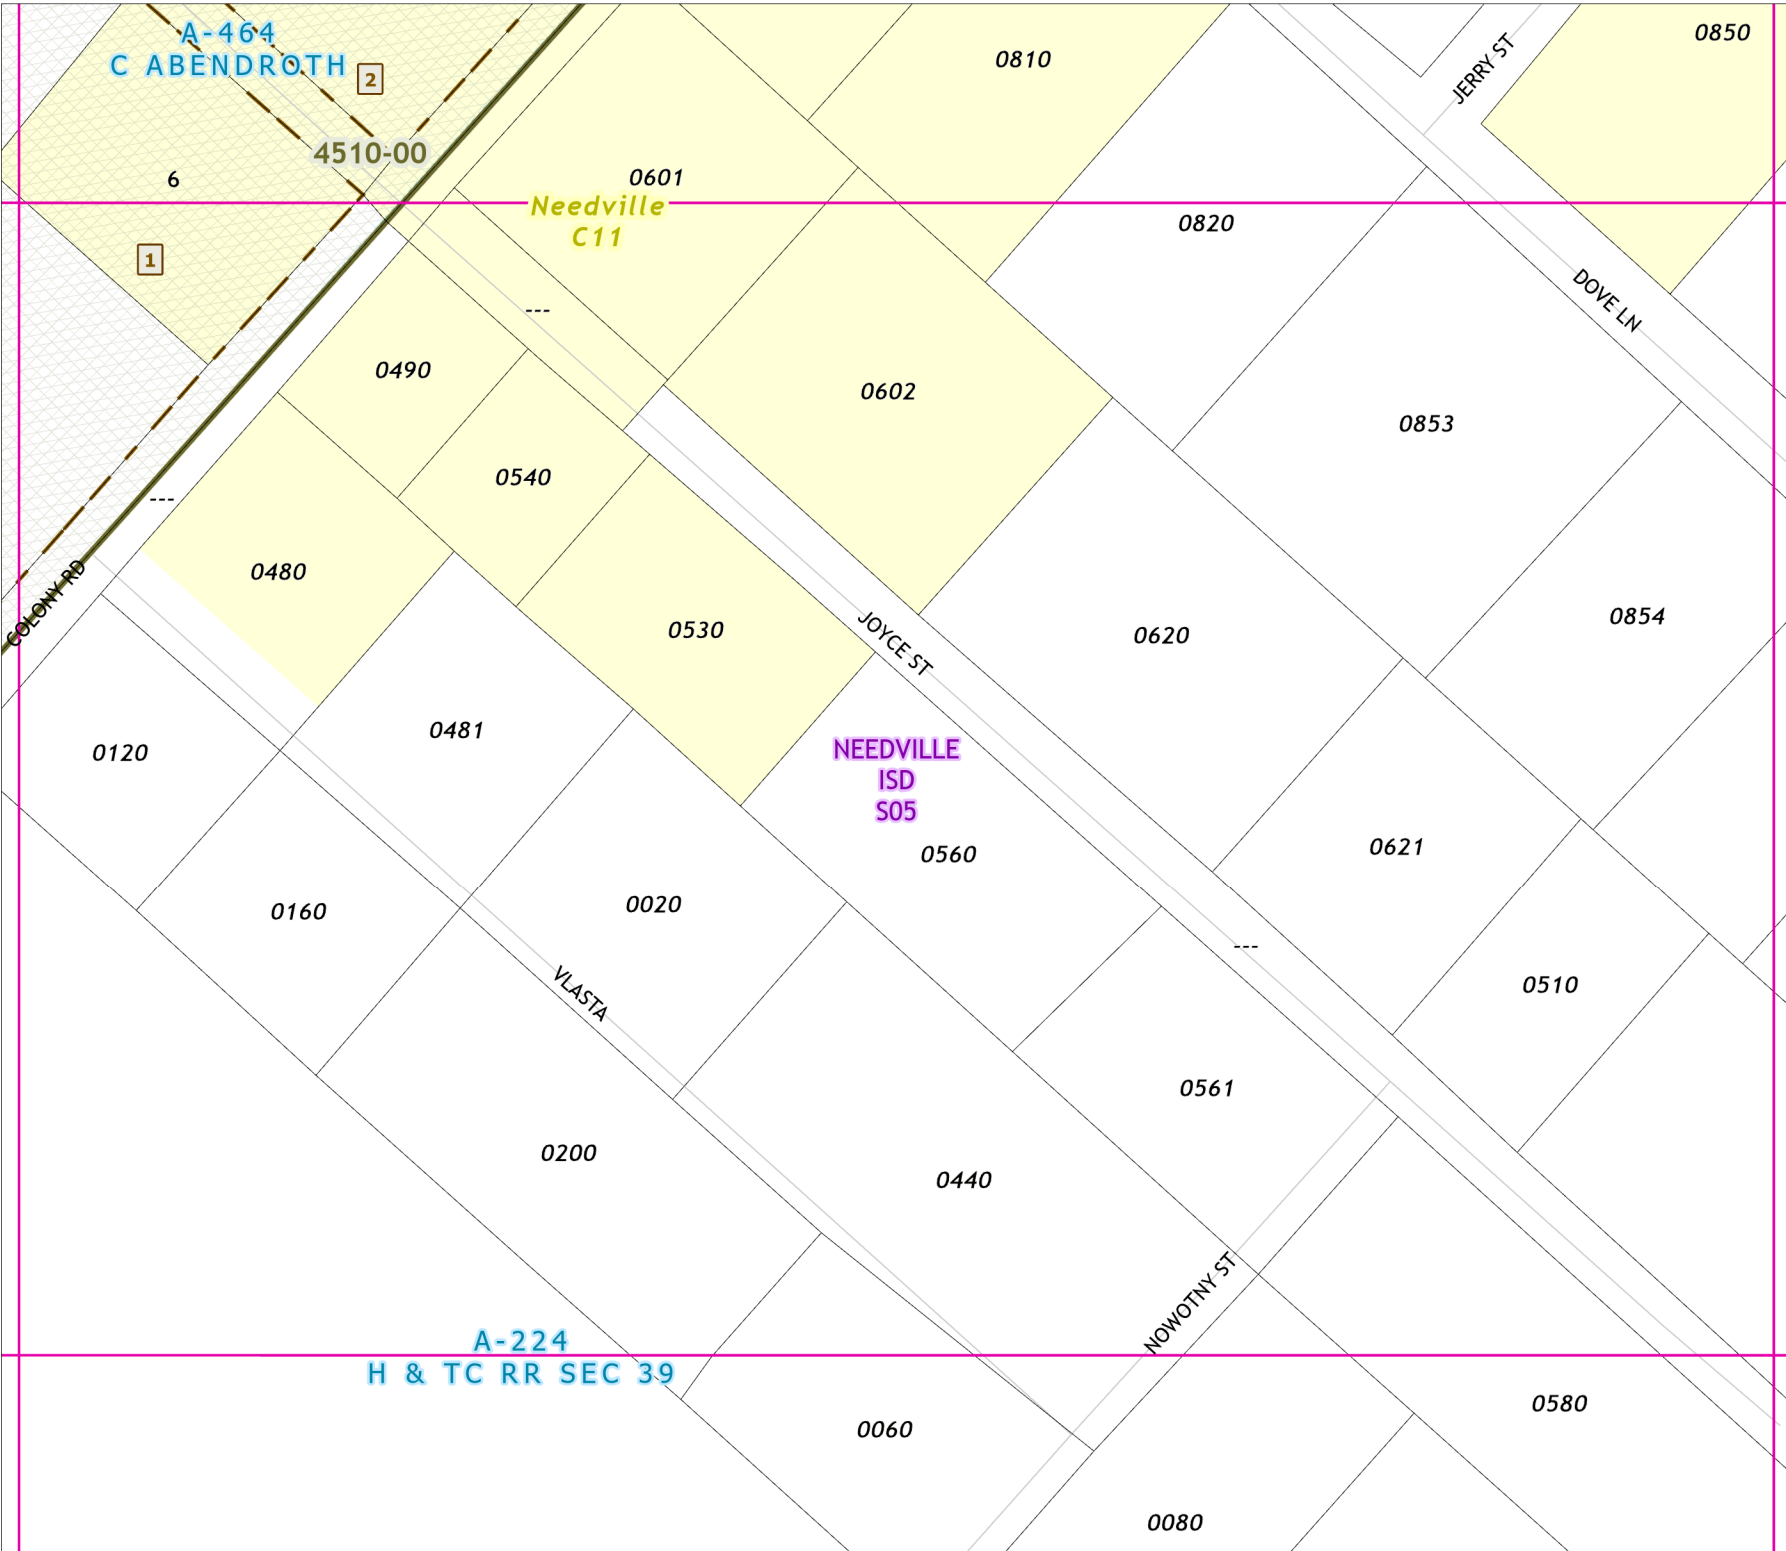 A-464
C ABENDROTH
2
4510-00
6
1
0601
Needville
C11
0810
JERRY ST
0850
0820
DOVE LN
---
0490
0602
0853
0540
---
0480
COLONY RD
0530
JOYCE ST
0620
0854
0120
0481
NEEDVILLE
ISD
S05
0560
0621
0160
0020
---
VLASTA
0510
0561
0200
0440
NOWOTNY ST
A-224
H & TC RR SEC 39
0060
0580
0080